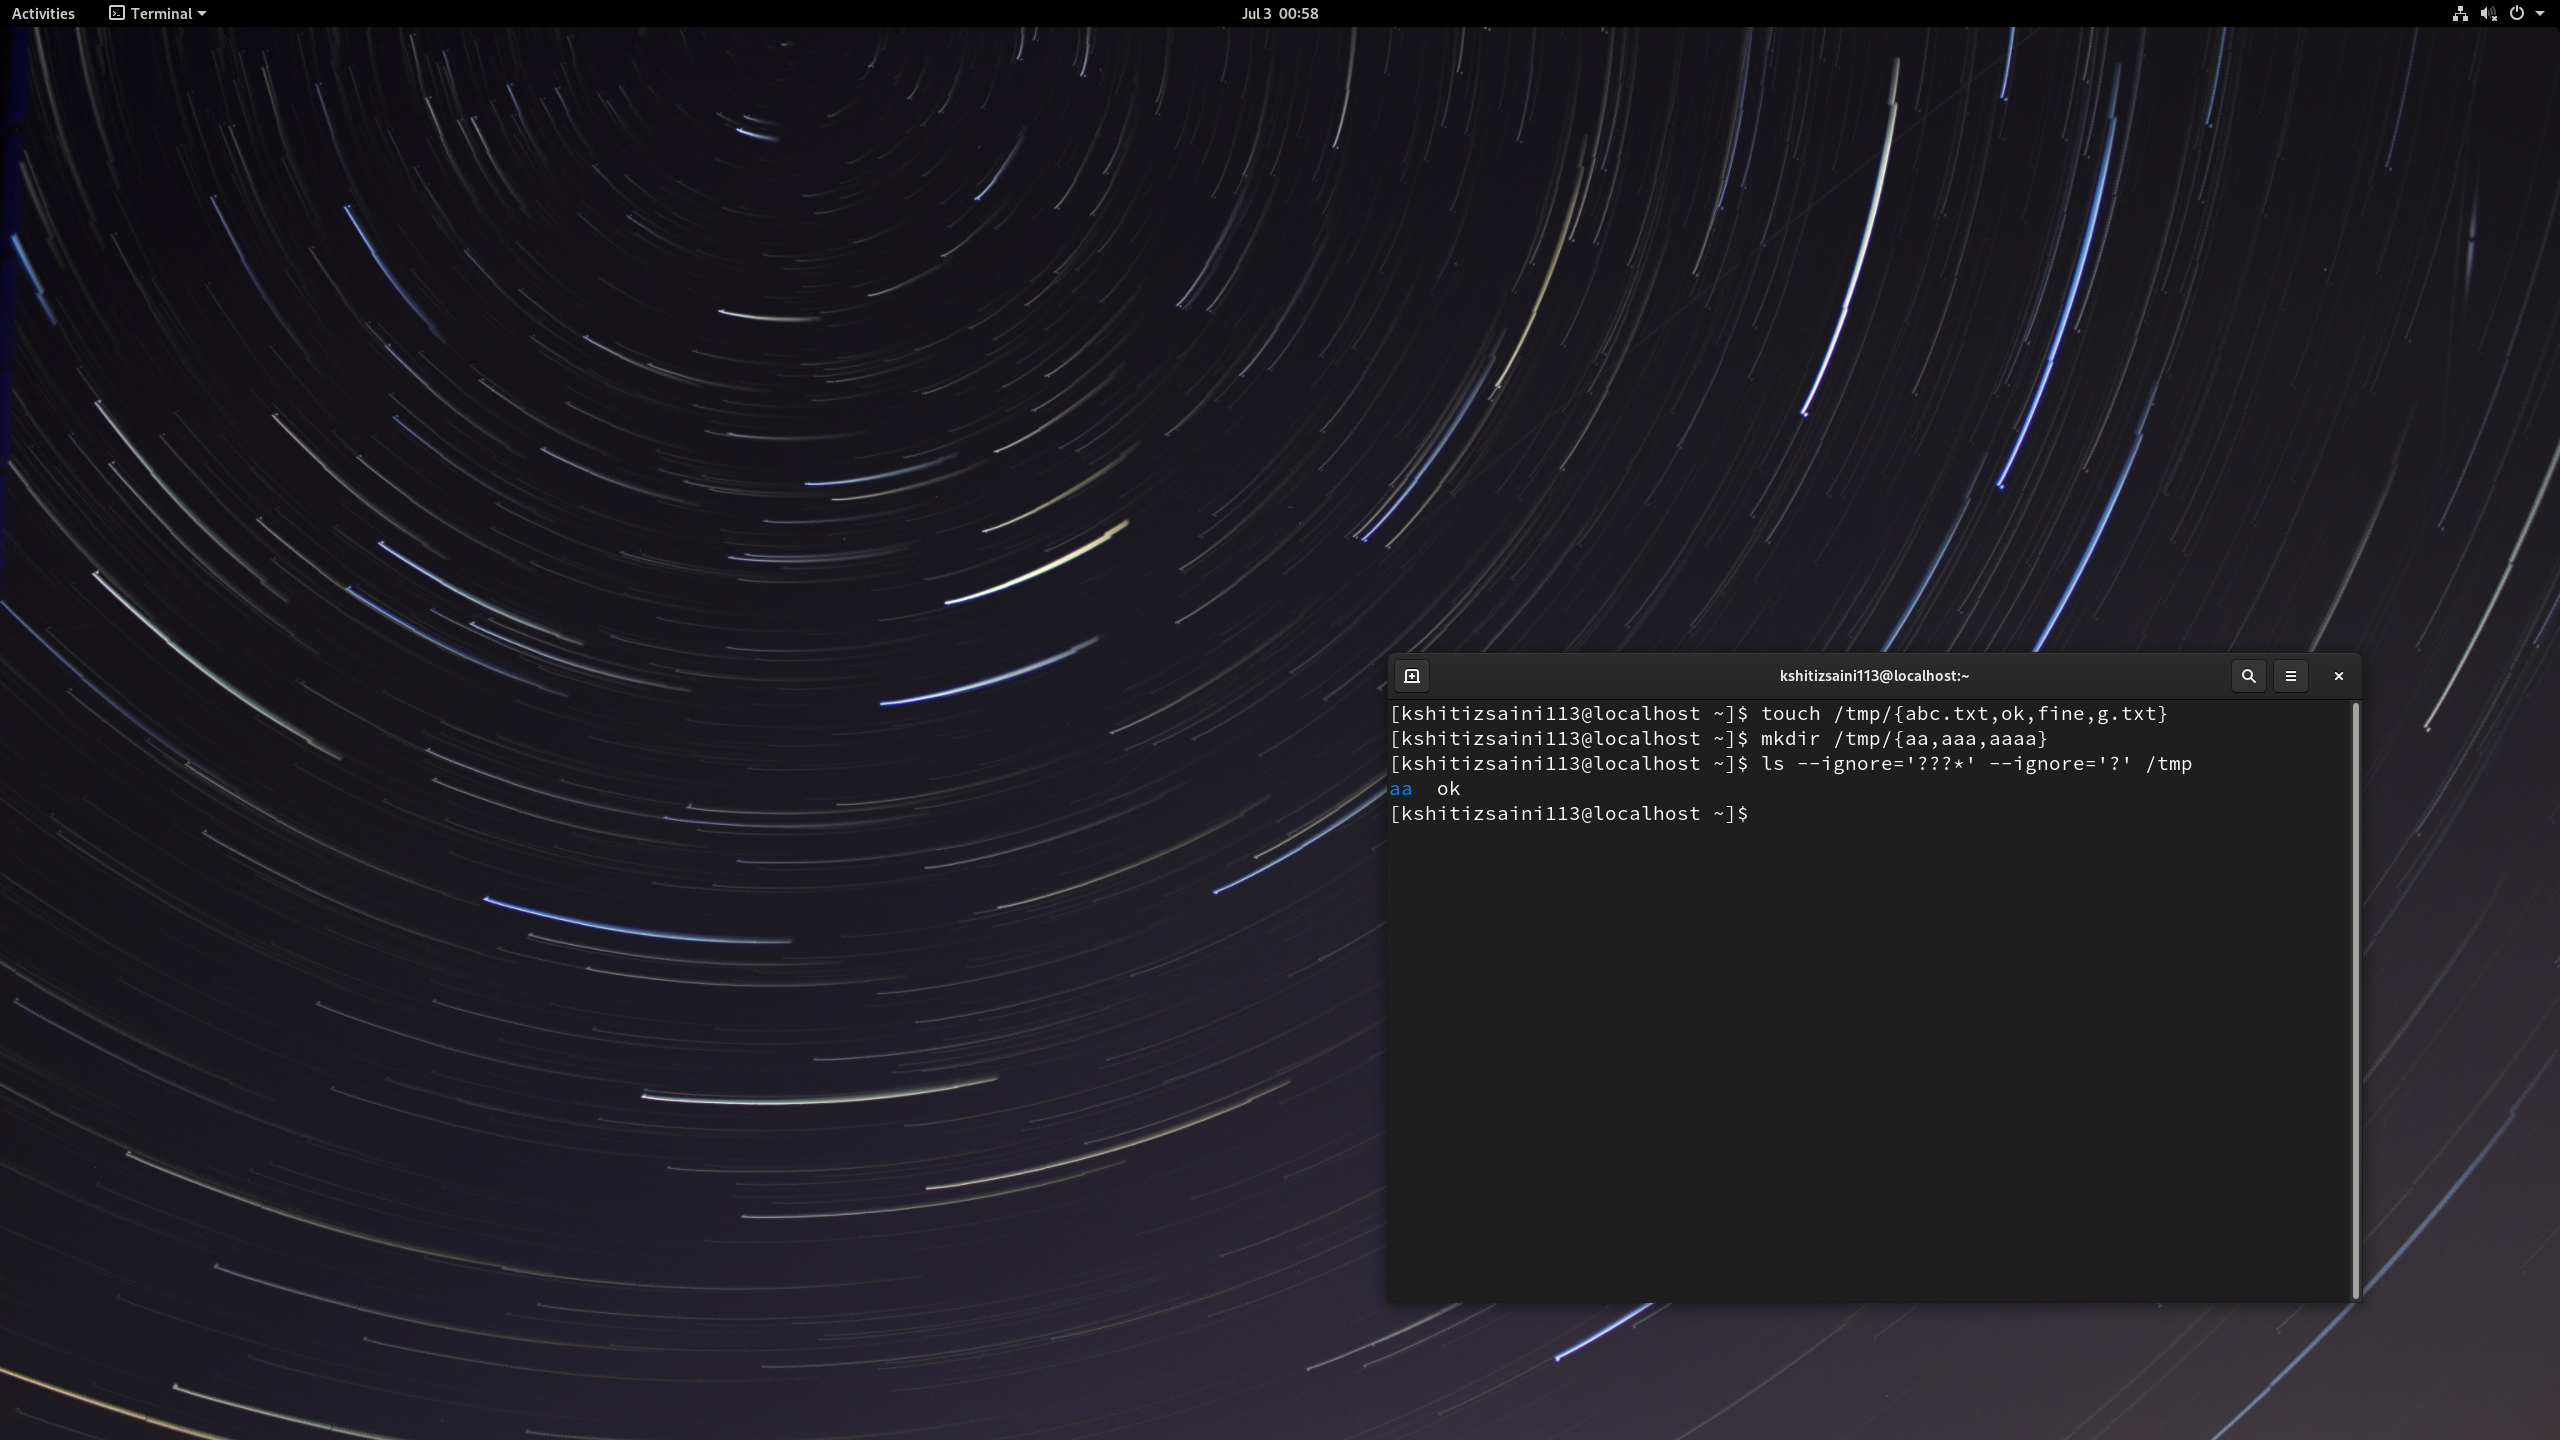 Activities Terminal Jul 3 00:58
kshitizsaini113@localhost:~
[kshitizsaini113@localhost ~]$ touch /tmp/{abc.txt,ok,fine,g.txt}
[kshitizsaini113@localhost ~]$ mkdir /tmp/{aa,aaa,aaaa}
[kshitizsaini113@localhost ~]$ ls --ignore='???*' --ignore='?' /tmp
aa  ok
[kshitizsaini113@localhost ~]$